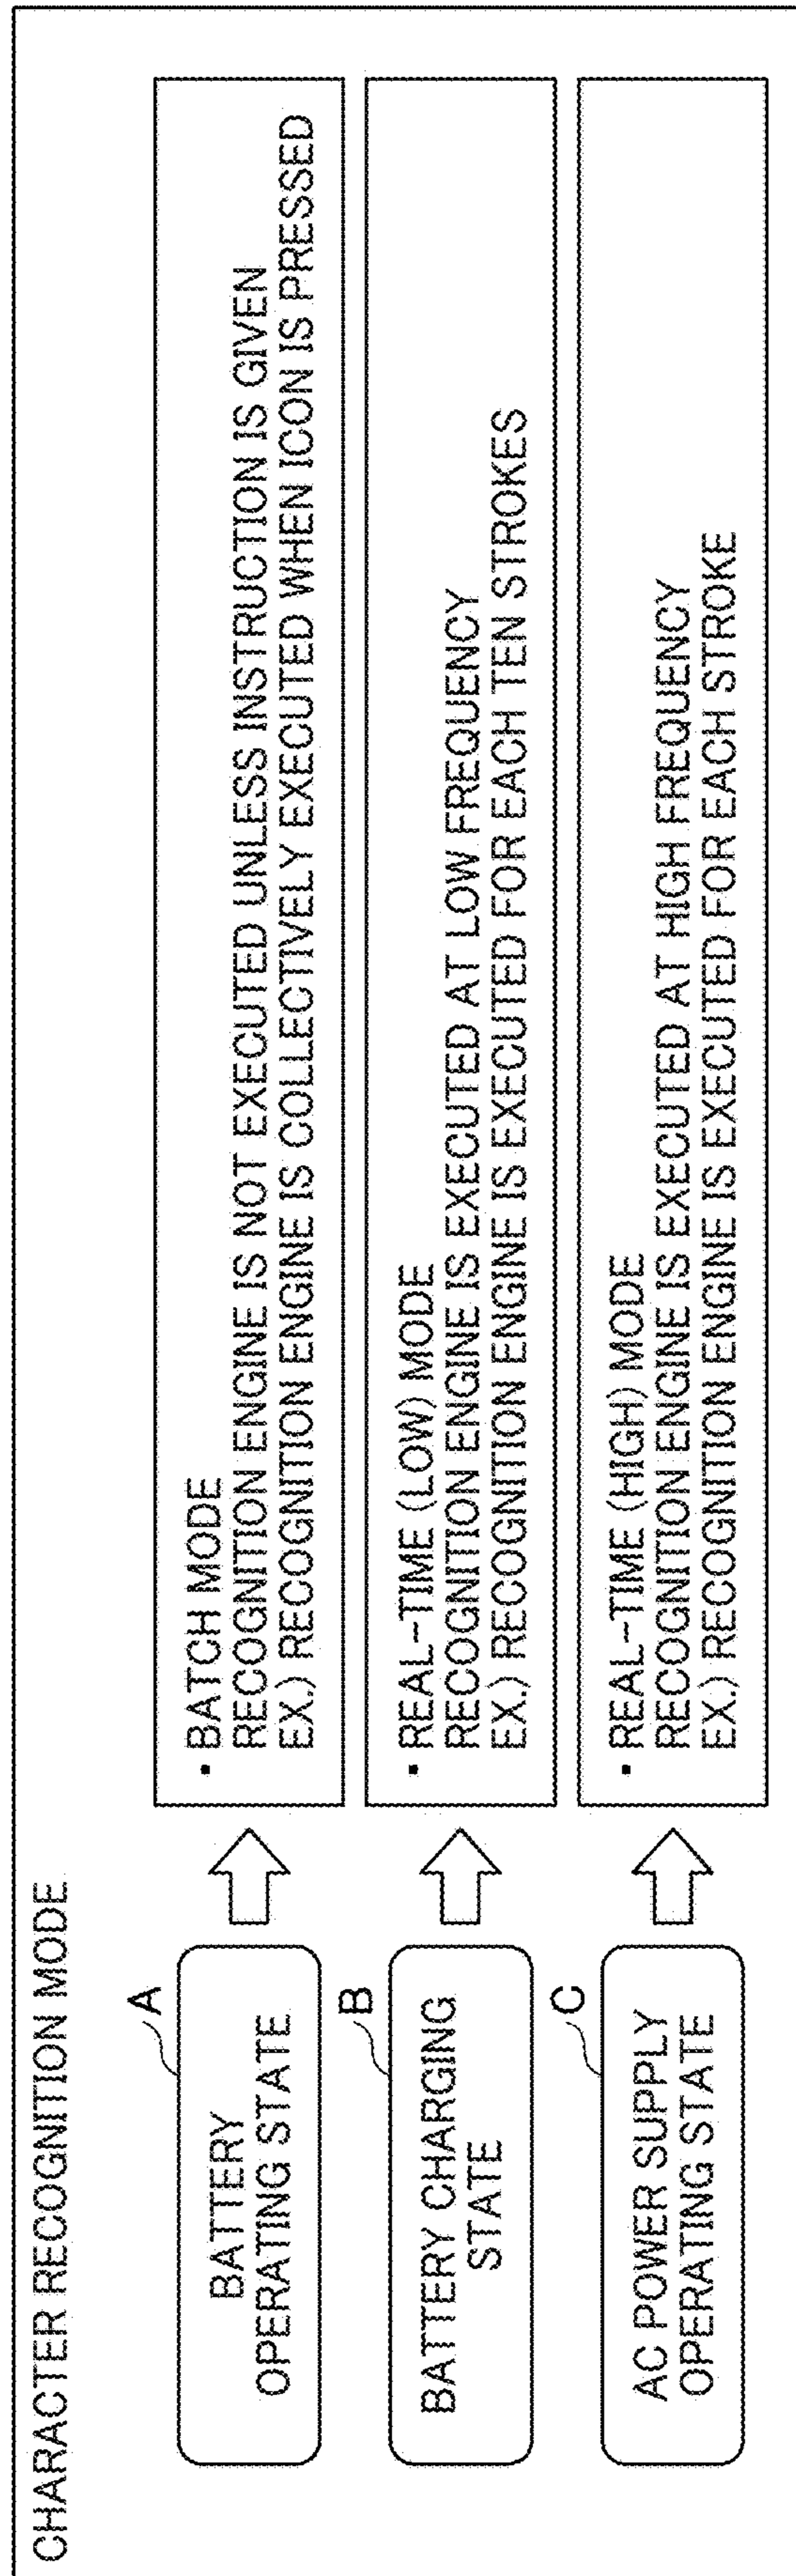 CHARACTER RECOGNITION MODE
A
BATTERY
OPERATING STATE
• BATCH MODE
RECOGNITION ENGINE IS NOT EXECUTED UNLESS INSTRUCTION IS GIVEN
EX.) RECOGNITION ENGINE IS COLLECTIVELY EXECUTED WHEN ICON IS PRESSED
B
BATTERY CHARGING
STATE
• REAL-TIME (LOW) MODE
RECOGNITION ENGINE IS EXECUTED AT LOW FREQUENCY
EX.) RECOGNITION ENGINE IS EXECUTED FOR EACH TEN STROKES
C
AC POWER SUPPLY
OPERATING STATE
• REAL-TIME (HIGH) MODE
RECOGNITION ENGINE IS EXECUTED AT HIGH FREQUENCY
EX.) RECOGNITION ENGINE IS EXECUTED FOR EACH STROKE